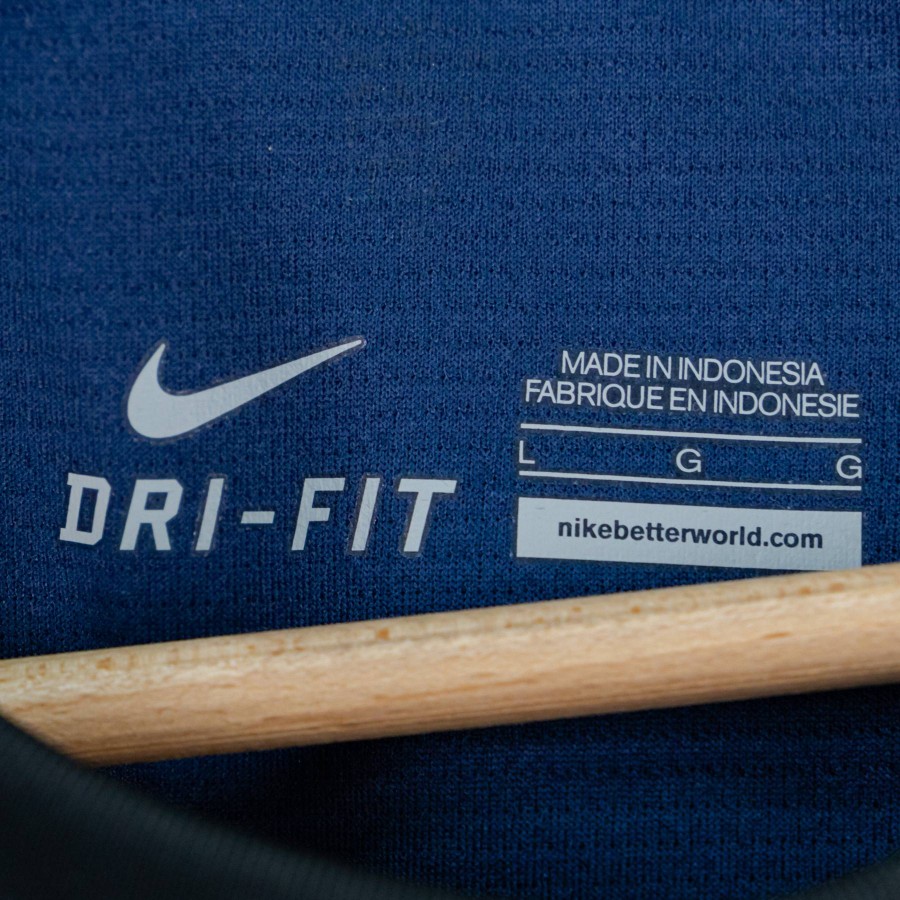 DRI-FIT
MADE IN INDONESIA
FABRIQUE EN INDONESIE
L G G
nikebetterworld.com